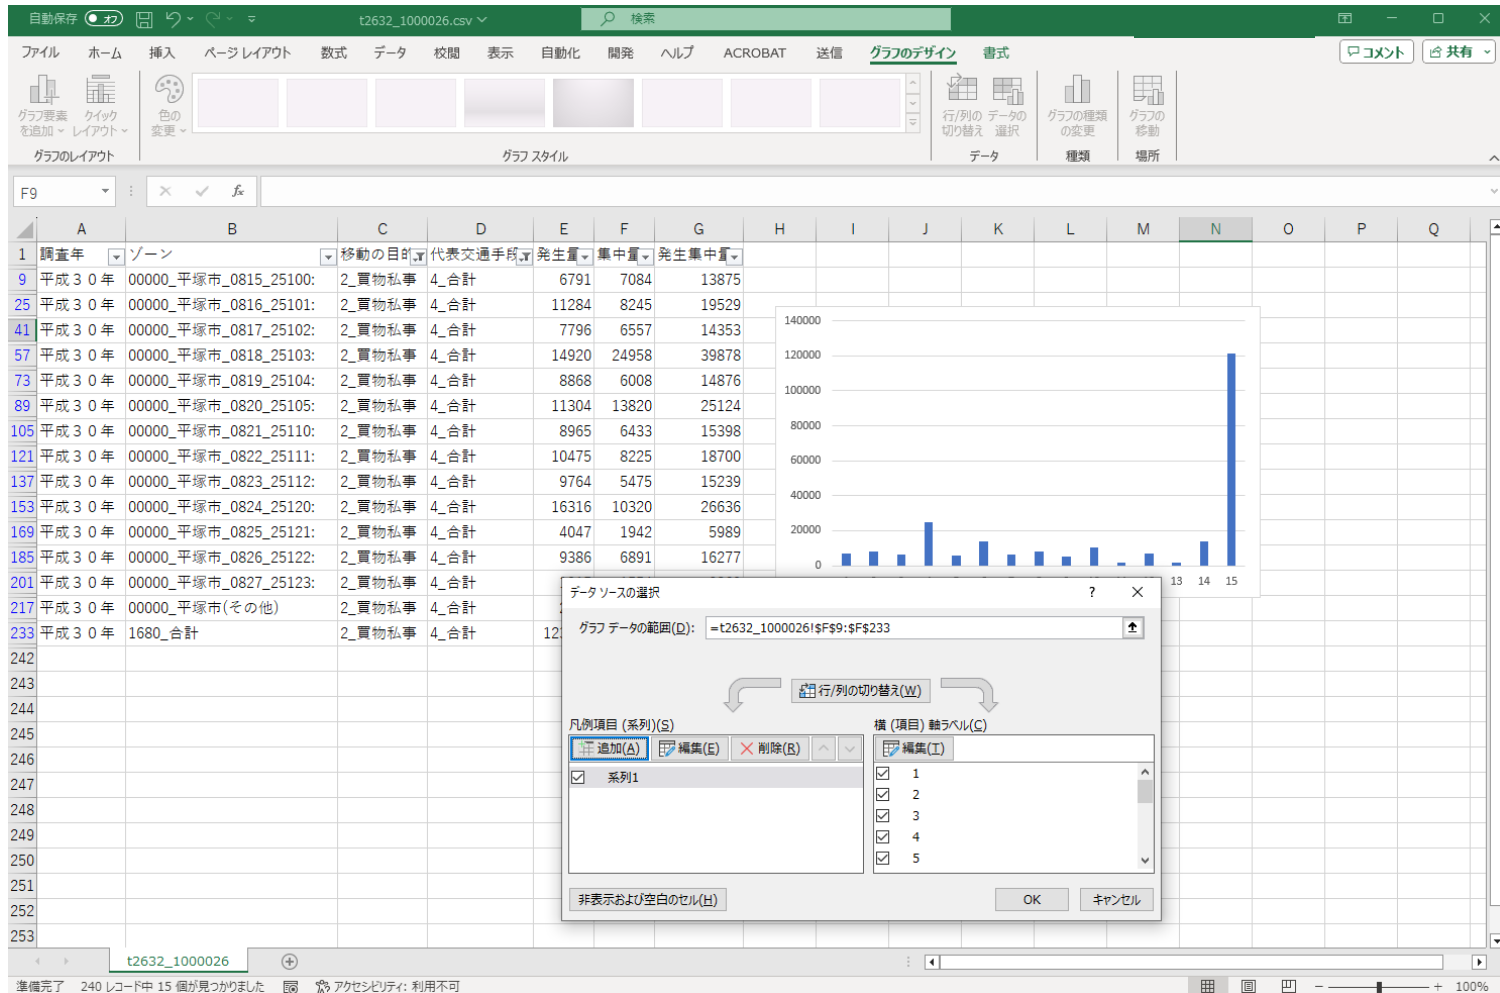 自動保存 オフ t2632_1000026.csv 検索
ファイル ホーム 挿入 ページ レイアウト 数式 データ 校閲 表示 自動化 開発 ヘルプ ACROBAT 送信 グラフのデザイン 書式 コメント 共有
グラフ要素を追加 クイックレイアウト 色の変更 行/列の切り替え データの選択 グラフの種類の変更 グラフの移動
グラフのレイアウト グラフ スタイル データ 種類 場所
F9 fx
A B C D E F G H I J K L M N O P Q
1 調査年 ゾーン 移動の目的 代表交通手段 発生量 集中量 発生集中量
9 平成３０年 00000_平塚市_0815_25100: 2_買物私事 4_合計 6791 7084 13875
25 平成３０年 00000_平塚市_0816_25101: 2_買物私事 4_合計 11284 8245 19529
41 平成３０年 00000_平塚市_0817_25102: 2_買物私事 4_合計 7796 6557 14353
57 平成３０年 00000_平塚市_0818_25103: 2_買物私事 4_合計 14920 24958 39878
73 平成３０年 00000_平塚市_0819_25104: 2_買物私事 4_合計 8868 6008 14876
89 平成３０年 00000_平塚市_0820_25105: 2_買物私事 4_合計 11304 13820 25124
105 平成３０年 00000_平塚市_0821_25110: 2_買物私事 4_合計 8965 6433 15398
121 平成３０年 00000_平塚市_0822_25111: 2_買物私事 4_合計 10475 8225 18700
137 平成３０年 00000_平塚市_0823_25112: 2_買物私事 4_合計 9764 5475 15239
153 平成３０年 00000_平塚市_0824_25120: 2_買物私事 4_合計 16316 10320 26636
169 平成３０年 00000_平塚市_0825_25121: 2_買物私事 4_合計 4047 1942 5989
185 平成３０年 00000_平塚市_0826_25122: 2_買物私事 4_合計 9386 6891 16277
201 平成３０年 00000_平塚市_0827_25123: 2_買物私事 4_合計
217 平成３０年 00000_平塚市(その他) 2_買物私事 4_合計
233 平成３０年 1680_合計 2_買物私事 4_合計 12
242
243
244
245
246
247
248
249
250
251
252
253
140000
120000
100000
80000
60000
40000
20000
0
13 14 15
データ ソースの選択 ?
グラフ データの範囲(D): =t2632_1000026!$F$9:$F$233
行/列の切り替え(W)
凡例項目 (系列)(S) 横 (項目) 軸ラベル(C)
追加(A) 編集(E) 削除(R) 編集(T)
系列1 1
2
3
4
5
非表示および空白のセル(H) OK キャンセル
t2632_1000026
準備完了 240 レコード中 15 個が見つかりました アクセシビリティ: 利用不可 100%